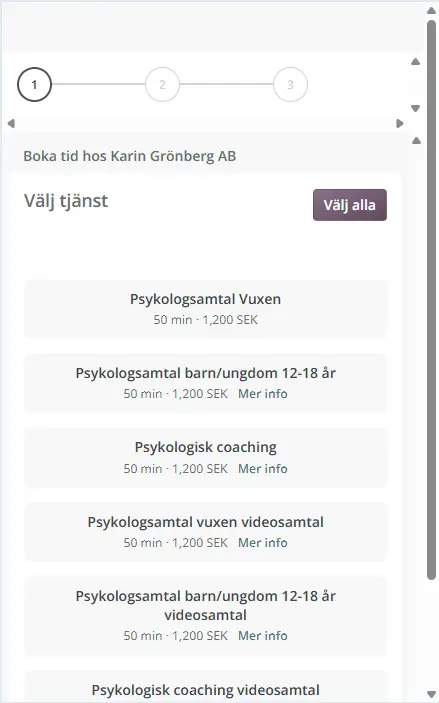 1
2
3
Boka tid hos Karin Grönberg AB
Välj tjänst
Välj alla
Psykologsamtal Vuxen
50 min · 1,200 SEK
Psykologsamtal barn/ungdom 12-18 år
50 min · 1,200 SEK Mer info
Psykologisk coaching
50 min · 1,200 SEK Mer info
Psykologsamtal vuxen videosamtal
50 min · 1,200 SEK Mer info
Psykologsamtal barn/ungdom 12-18 år
videosamtal
50 min · 1,200 SEK Mer info
Psykologisk coaching videosamtal